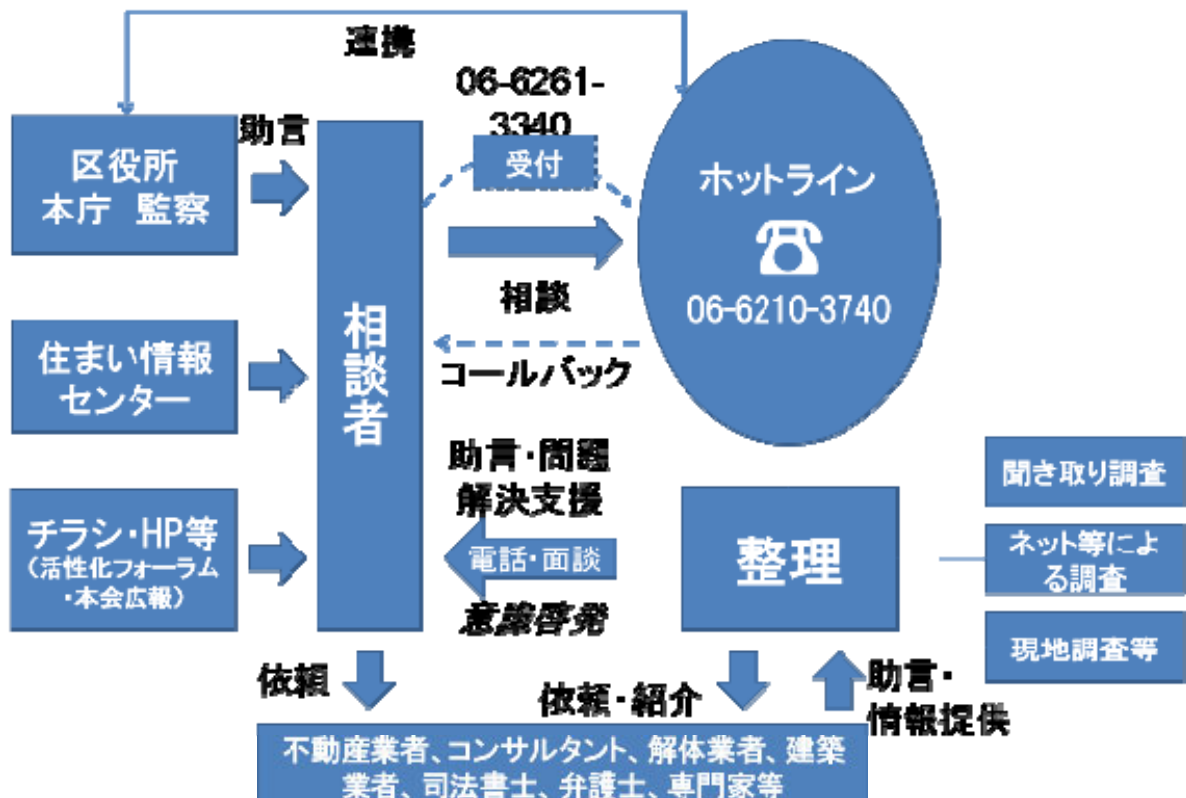 連携
06-6261-
3340
受付
助言
区役所
本庁　監察
ホットライン
06-6210-3740
相談
コールバック
相談者
住まい情報
センター
チラシ・HP等
（活性化フォーラム
・本会広報）
助言・問題
解決支援
電話・面談
意識啓発
整理
聞き取り調査
ネット等によ
る調査
現地調査等
依頼
依頼・紹介
助言・
情報提供
不動産業者、コンサルタント、解体業者、建築
業者、司法書士、弁護士、専門家等